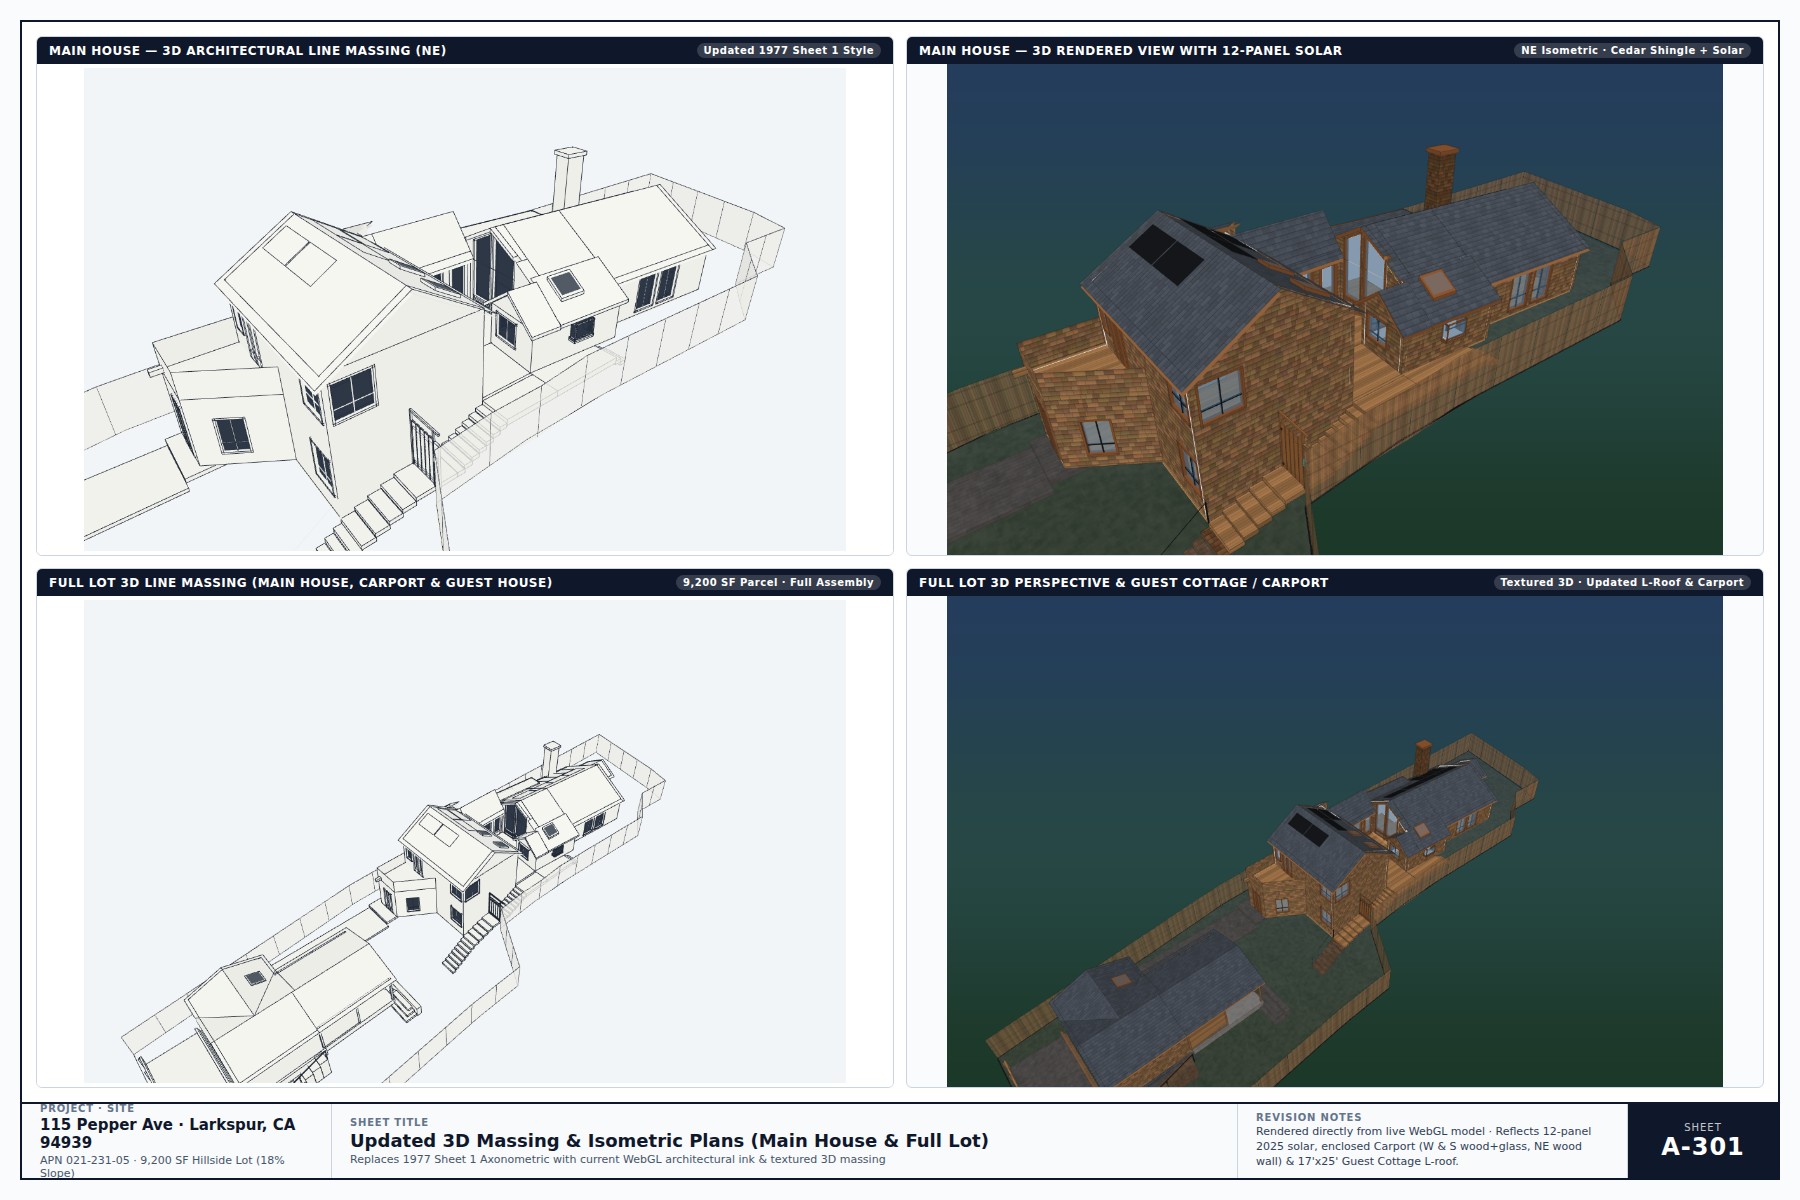 MAIN HOUSE — 3D ARCHITECTURAL LINE MASSING (NE)
Updated 1977 Sheet 1 Style
MAIN HOUSE — 3D RENDERED VIEW WITH 12-PANEL SOLAR
NE Isometric · Cedar Shingle + Solar
FULL LOT 3D LINE MASSING (MAIN HOUSE, CARPORT & GUEST HOUSE)
9,200 SF Parcel · Full Assembly
FULL LOT 3D PERSPECTIVE & GUEST COTTAGE / CARPORT
Textured 3D · Updated L-Roof & Carport
PROJECT · SITE
115 Pepper Ave · Larkspur, CA
94939
APN 021-231-05 · 9,200 SF Hillside Lot (18%
Slope)
SHEET TITLE
Updated 3D Massing & Isometric Plans (Main House & Full Lot)
Replaces 1977 Sheet 1 Axonometric with current WebGL architectural ink & textured 3D massing
REVISION NOTES
Rendered directly from live WebGL model · Reflects 12-panel
2025 solar, enclosed Carport (W & S wood+glass, NE wood
wall) & 17'x25' Guest Cottage L-roof.
SHEET
A-301